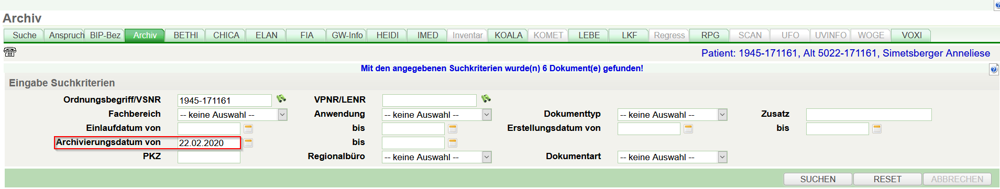 Archiv
Suche Anspruch BIP-Bez Archiv BETHI CHICA ELAN FIA GW-Info HEIDI IMED Inventar KOALA KOMET LEBE LKF Regress RPG SCAN UFO UVINFO WOGE VOXI
Patient: 1945-171161, Alt 5022-171161, Simetsberger Anneliese
Mit den angegebenen Suchkriterien wurde(n) 6 Dokument(e) gefunden!
Eingabe Suchkriterien
Ordnungsbegriff/VSNR 1945-171161 VPNR/LENR
Fachbereich -- keine Auswahl -- Anwendung -- keine Auswahl -- Dokumenttyp -- keine Auswahl -- Zusatz
Einlaufdatum von bis Erstellungsdatum von bis
Archivierungsdatum von 22.02.2020 bis
PKZ Regionalbüro -- keine Auswahl -- Dokumentart -- keine Auswahl --
SUCHEN RESET ABBRECHEN